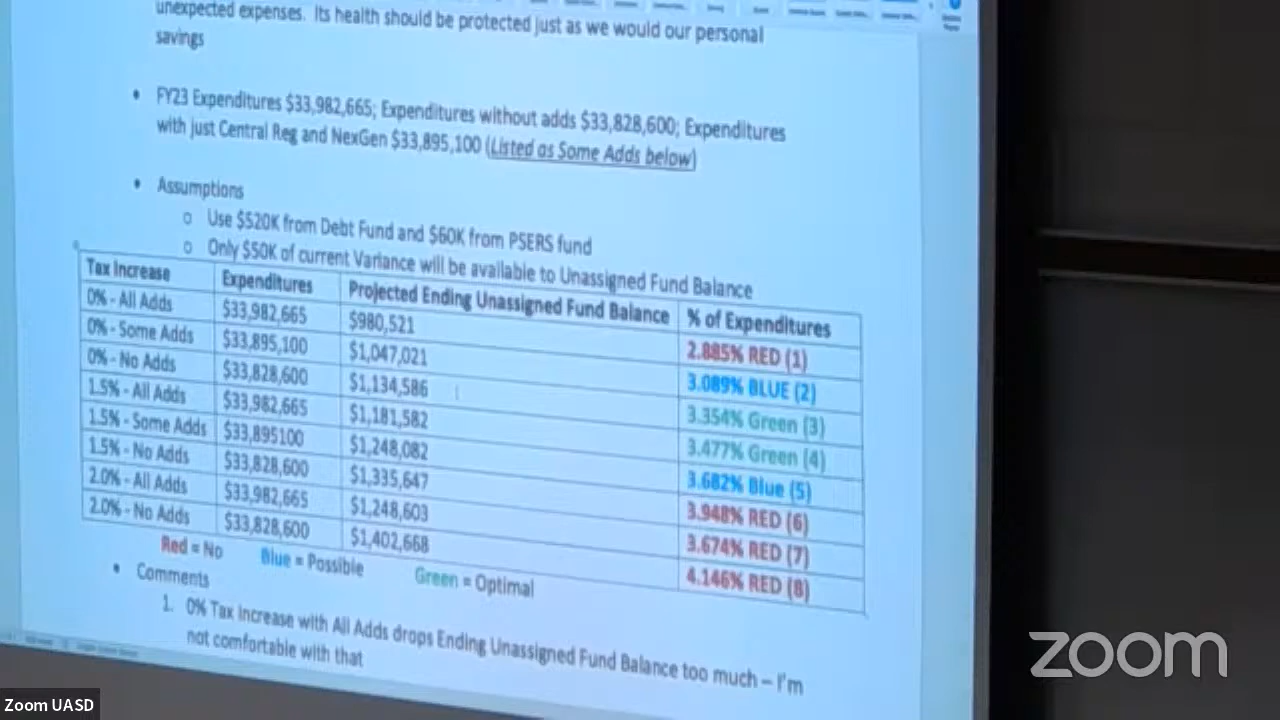 unexpected expenses. Its health should be protected just as we would our personal
savings
• FY23 Expenditures $33,982,665; Expenditures without adds $33,828,600; Expenditures
with just Central Reg and NexGen $33,895,100 (Listed as Some Adds below)
• Assumptions
o Use $520K from Debt Fund and $60K from PSERS fund
o Only $50K of current Variance will be available to Unassigned Fund Balance
Tax Increase Expenditures Projected Ending Unassigned Fund Balance % of Expenditures
0% - All Adds $33,982,665 $980,521 2.885% RED (1)
0% - Some Adds $33,895,100 $1,047,021 3.089% BLUE (2)
0% - No Adds $33,828,600 $1,134,586 3.354% Green (3)
1.5% - All Adds $33,982,665 $1,181,582 3.477% Green (4)
1.5% - Some Adds $33,895100 $1,248,082 3.682% Blue (5)
1.5% - No Adds $33,828,600 $1,335,647 3.948% RED (6)
2.0% - All Adds $33,982,665 $1,248,603 3.674% RED (7)
2.0% - No Adds $33,828,600 $1,402,668 4.146% RED (8)
Red = No Blue = Possible Green = Optimal
• Comments
1. 0% Tax Increase with All Adds drops Ending Unassigned Fund Balance too much – I'm
not comfortable with that
zoom
Zoom UASD